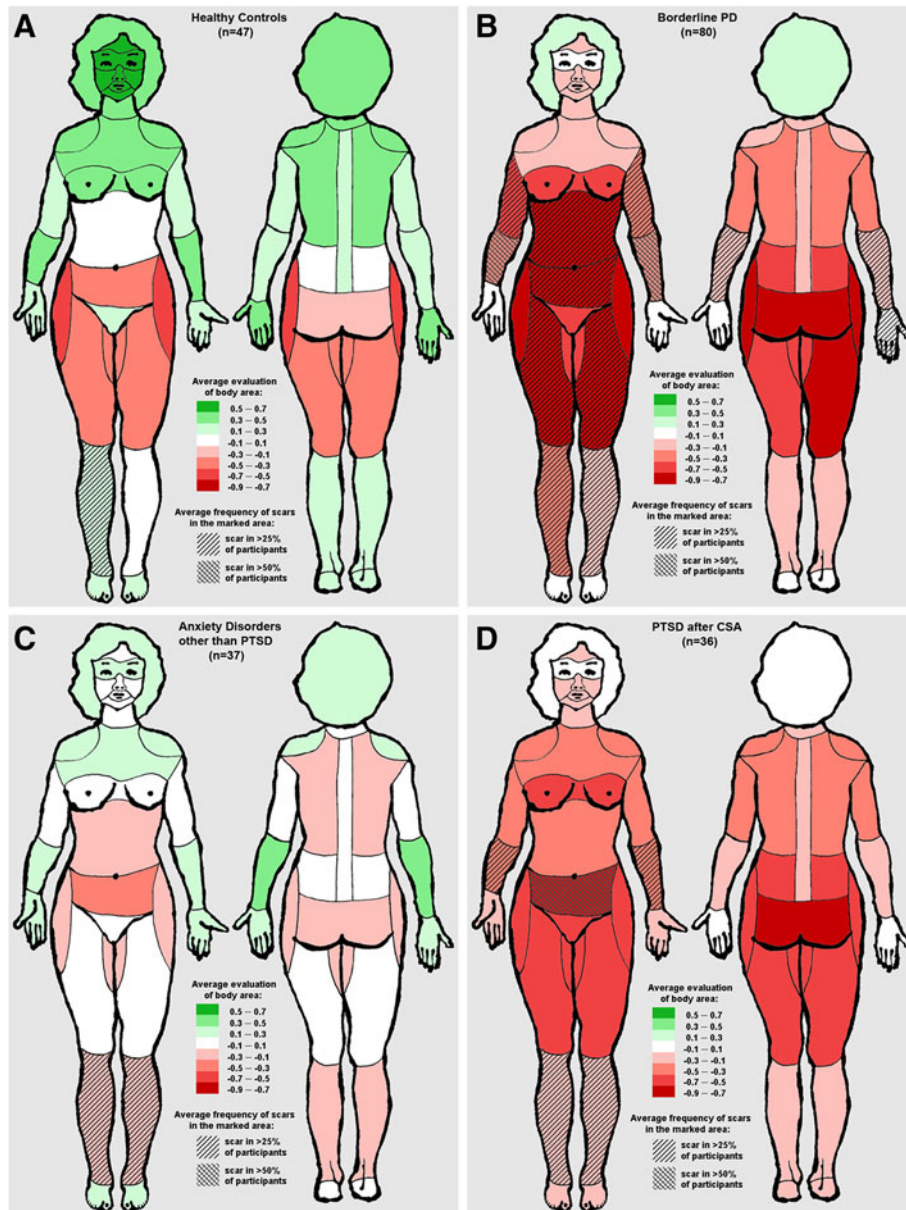 A
Healthy Controls
(n=47)
Average evaluation
of body area:
0.5 – 0.7
0.3 – 0.5
0.1 – 0.3
-0.1 – 0.1
-0.3 – -0.1
-0.5 – -0.3
-0.7 – -0.5
-0.9 – -0.7
Average frequency of scars
in the marked area:
scar in >25%
of participants
scar in >50%
of participants
B
Borderline PD
(n=80)
Average evaluation
of body area:
0.5 – 0.7
0.3 – 0.5
0.1 – 0.3
-0.1 – 0.1
-0.3 – -0.1
-0.5 – -0.3
-0.7 – -0.5
-0.9 – -0.7
Average frequency of scars
in the marked area:
scar in >25%
of participants
scar in >50%
of participants
C
Anxiety Disorders
other than PTSD
(n=37)
Average evaluation
of body area:
0.5 – 0.7
0.3 – 0.5
0.1 – 0.3
-0.1 – 0.1
-0.3 – -0.1
-0.5 – -0.3
-0.7 – -0.5
-0.9 – -0.7
Average frequency of scars
in the marked area:
scar in >25%
of participants
scar in >50%
of participants
D
PTSD after CSA
(n=36)
Average evaluation
of body area:
0.5 – 0.7
0.3 – 0.5
0.1 – 0.3
-0.1 – 0.1
-0.3 – -0.1
-0.5 – -0.3
-0.7 – -0.5
-0.9 – -0.7
Average frequency of scars
in the marked area:
scar in >25%
of participants
scar in >50%
of participants